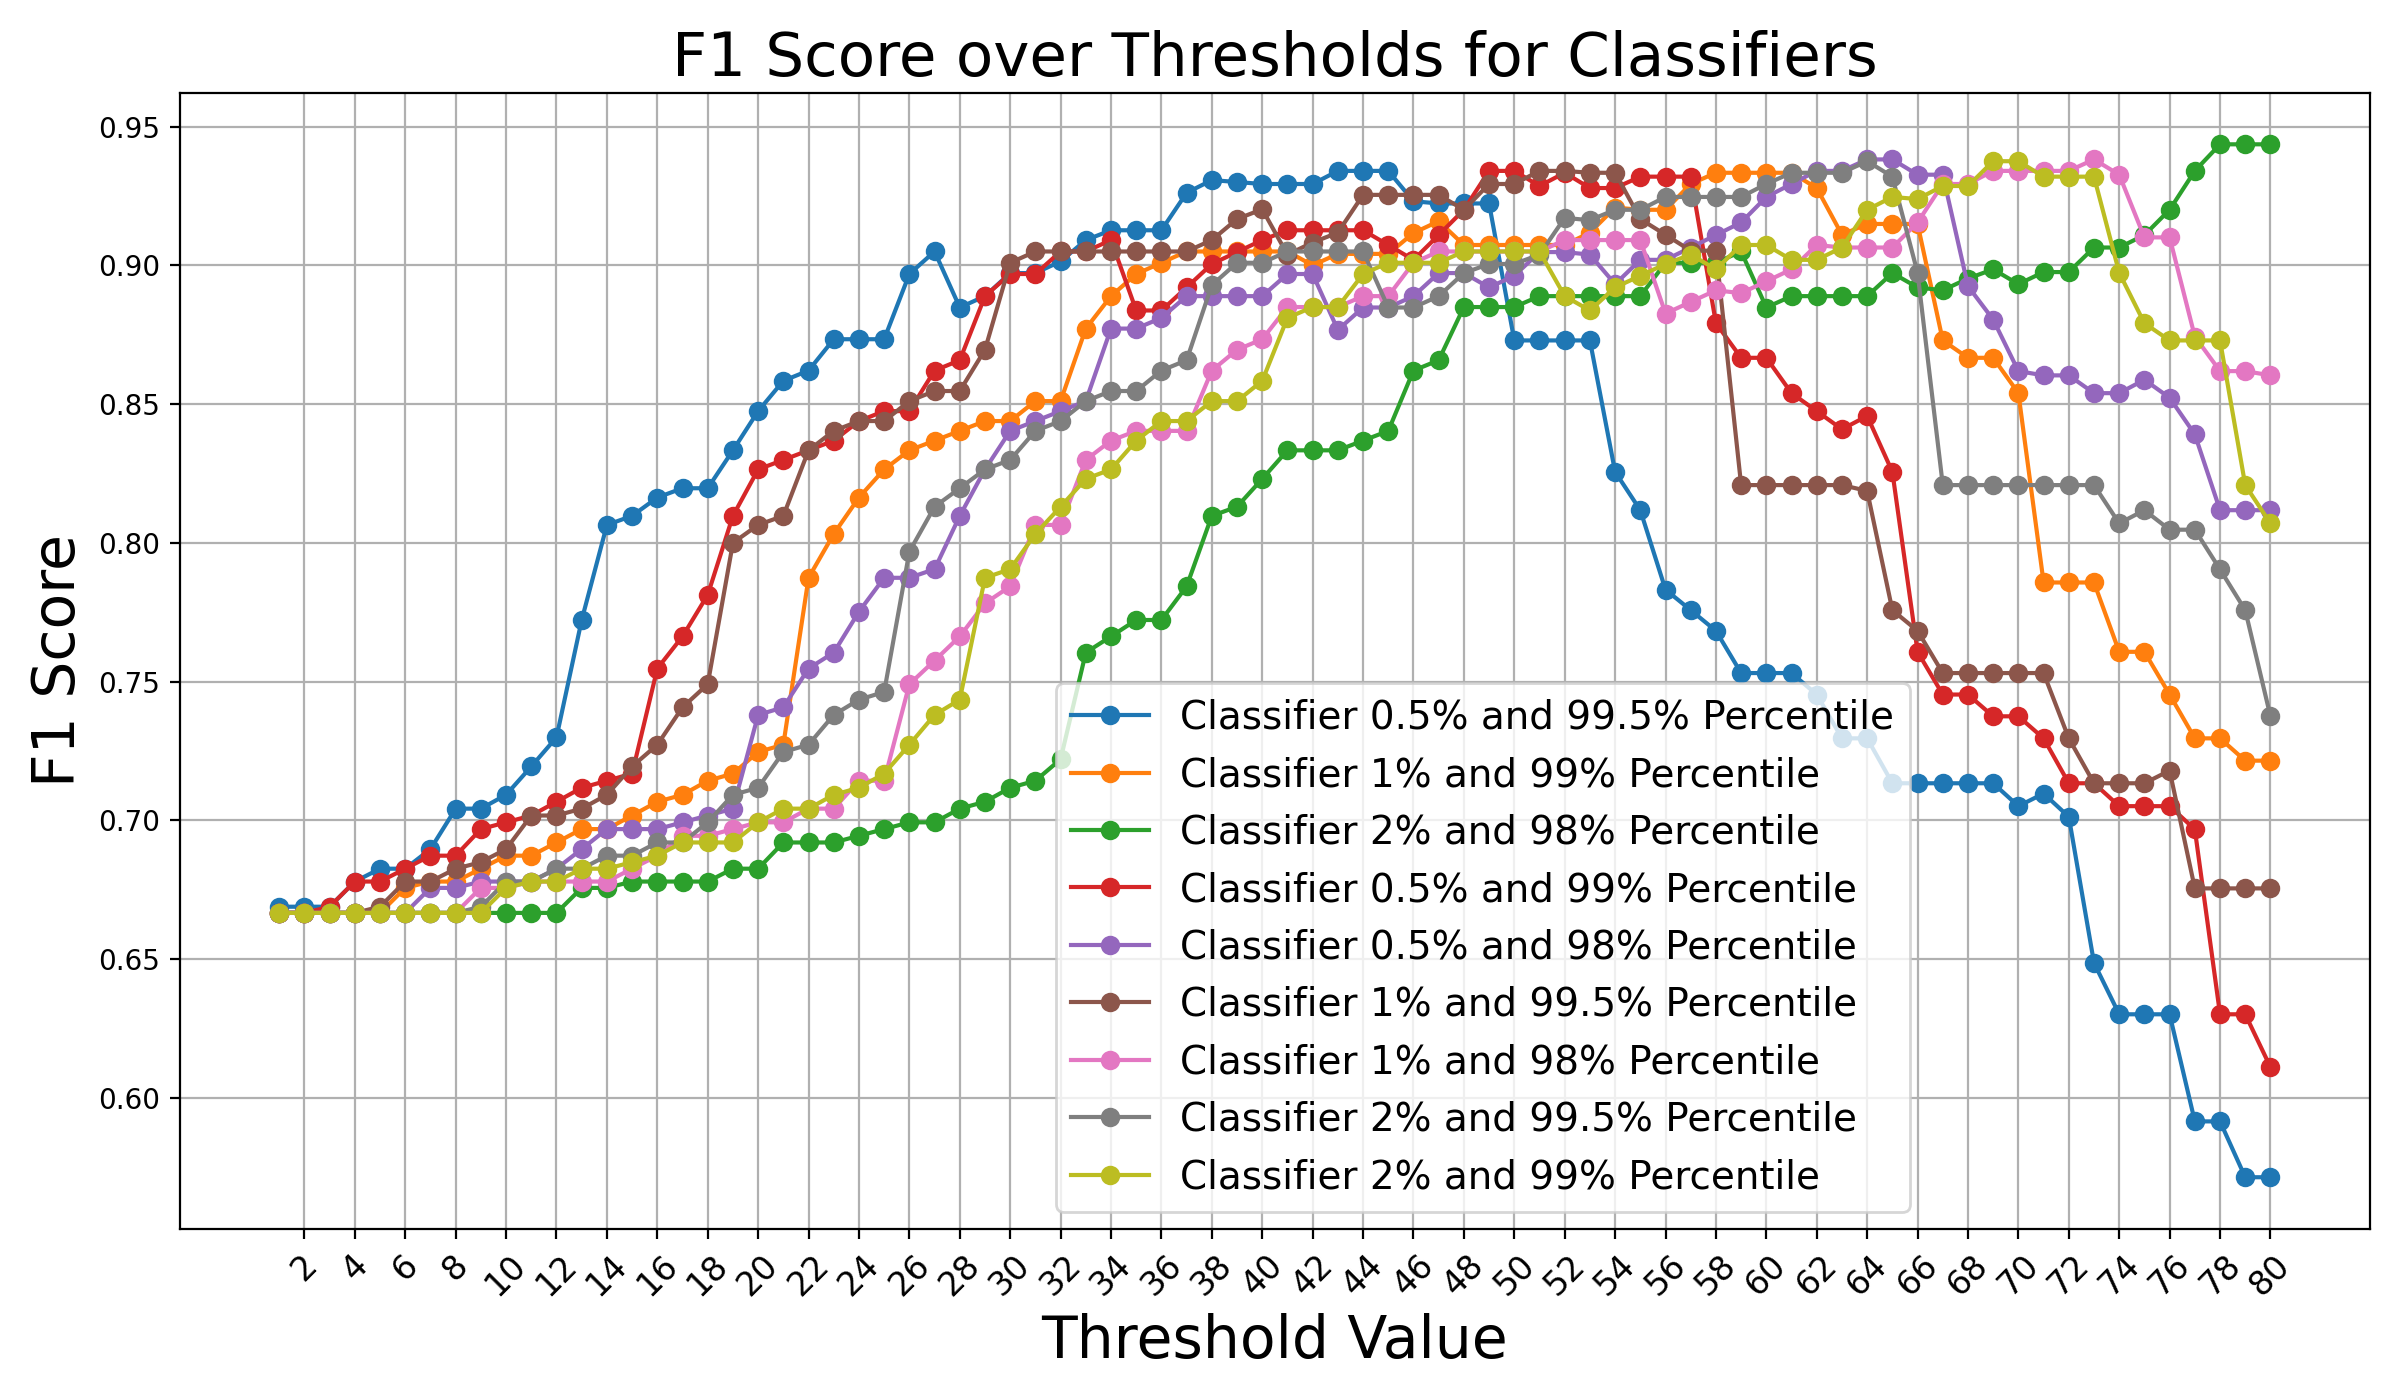 F1 Score over Thresholds for Classifiers
F1 Score
0.95
0.90
0.85
0.80
0.75
0.70
0.65
0.60
Classifier 0.5% and 99.5% Percentile
Classifier 1% and 99% Percentile
Classifier 2% and 98% Percentile
Classifier 0.5% and 99% Percentile
Classifier 0.5% and 98% Percentile
Classifier 1% and 99.5% Percentile
Classifier 1% and 98% Percentile
Classifier 2% and 99.5% Percentile
Classifier 2% and 99% Percentile
2 4 6 8 10 12 14 16 18 20 22 24 26 28 30 32 34 36 38 40 42 44 46 48 50 52 54 56 58 60 62 64 66 68 70 72 74 76 78 80
Threshold Value